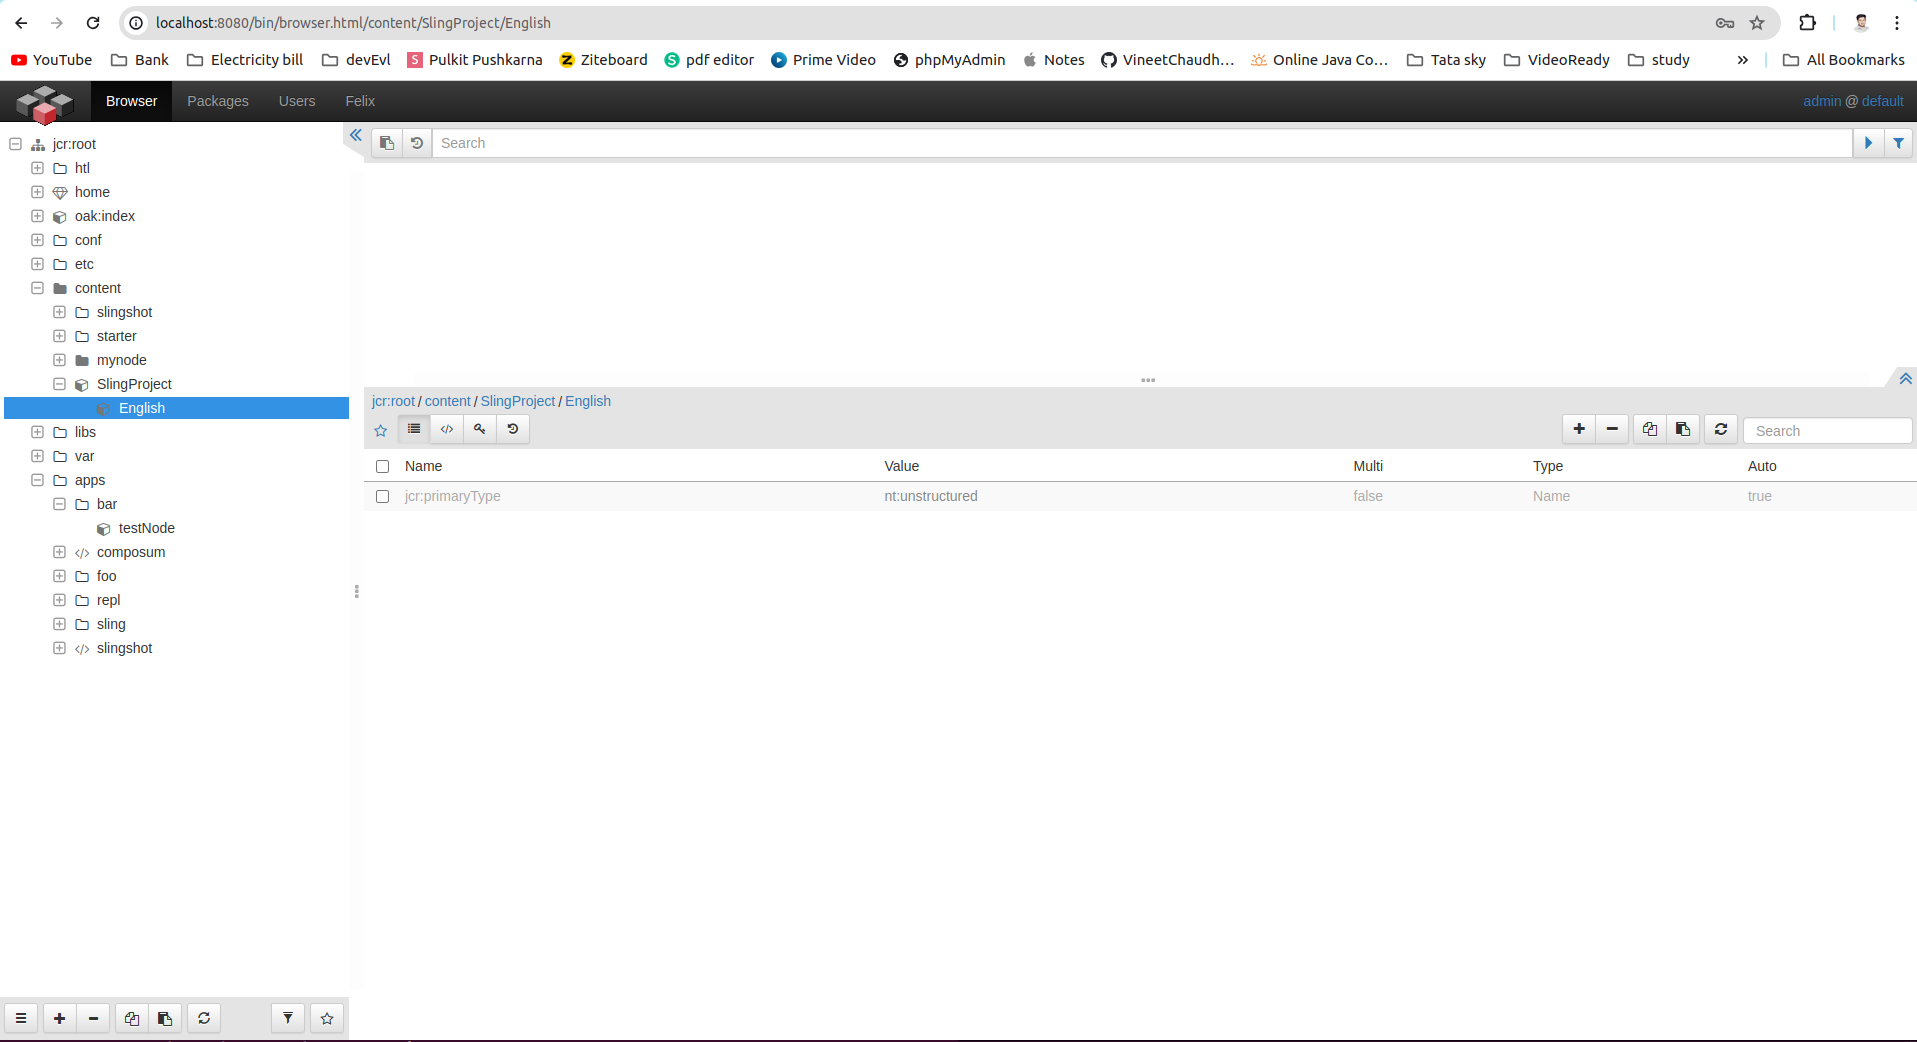 localhost:8080/bin/browser.html/content/SlingProject/English
YouTube Bank Electricity bill devEvl Pulkit Pushkarna Ziteboard pdf editor Prime Video phpMyAdmin Notes VineetChaudh... Online Java Co... Tata sky VideoReady study » All Bookmarks
Browser Packages Users Felix admin @ default
jcr:root
htl
home
oak:index
conf
etc
content
slingshot
starter
mynode
SlingProject
English
libs
var
apps
bar
testNode
composum
foo
repl
sling
slingshot
Search
jcr:root / content / SlingProject / English
Search
Name Value Multi Type Auto
jcr:primaryType nt:unstructured false Name true